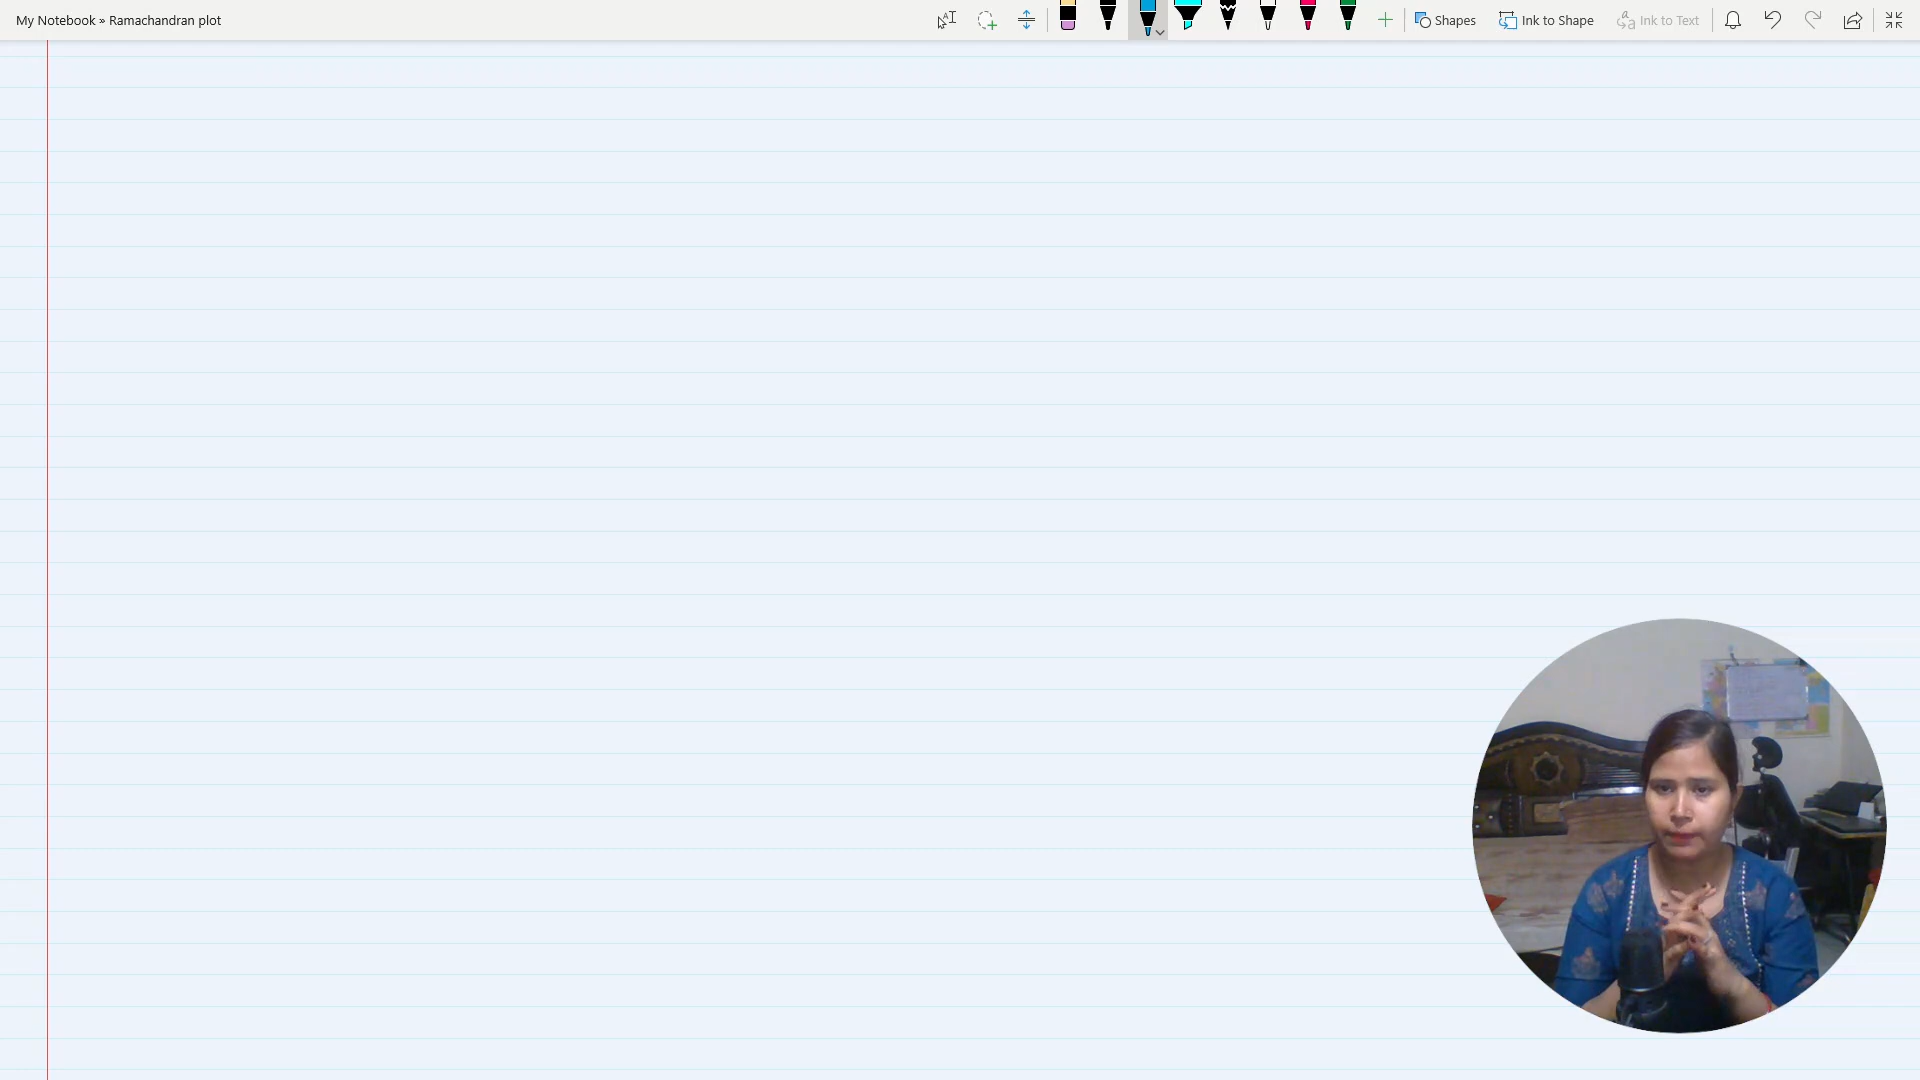 My Notebook » Ramachandran plot
Shapes
Ink to Shape
Ink to Text